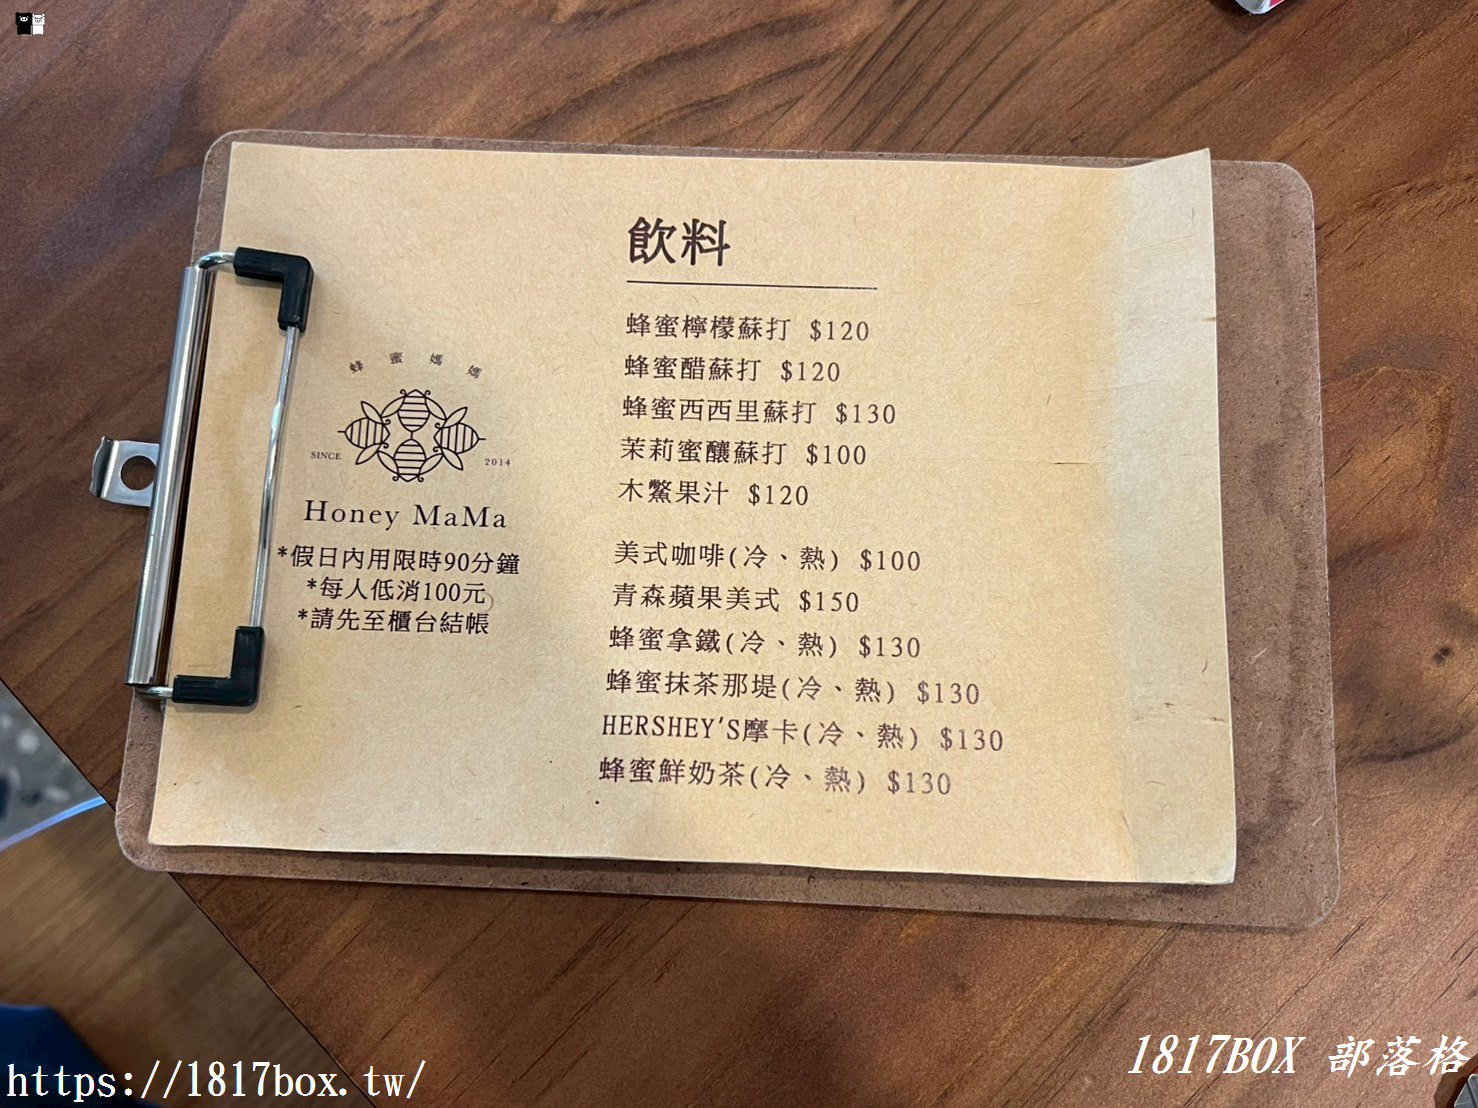 飲料
蜂蜜檸檬蘇打 $120
蜂蜜醋蘇打 $120
蜂蜜西西里蘇打 $130
茉莉蜜釀蘇打 $100
木鱉果汁 $120
美式咖啡(冷、熱) $100
青森蘋果美式 $150
蜂蜜拿鐵(冷、熱) $130
蜂蜜抹茶那堤(冷、熱) $130
HERSHEY'S摩卡(冷、熱) $130
蜂蜜鮮奶茶(冷、熱) $130
蜂蜜媽媽
SINCE 2014
Honey MaMa
*假日內用限時90分鐘
*每人低消100元
*請先至櫃台結帳
https://1817box.tw/
1817BOX 部落格